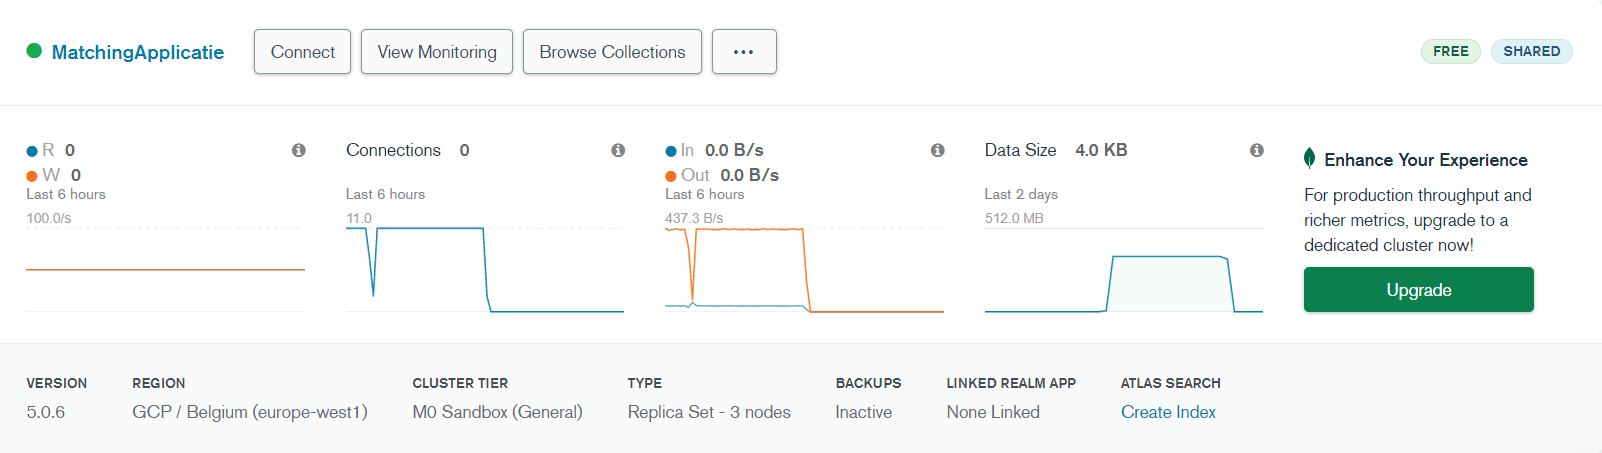 MatchingApplicatie
Connect
View Monitoring
Browse Collections
...
FREE
SHARED
R 0
W 0
Last 6 hours
100.0/s
Connections 0
Last 6 hours
11.0
In 0.0 B/s
Out 0.0 B/s
Last 6 hours
437.3 B/s
Data Size 4.0 KB
Last 2 days
512.0 MB
Enhance Your Experience
For production throughput and
richer metrics, upgrade to a
dedicated cluster now!
Upgrade
VERSION
5.0.6
REGION
GCP / Belgium (europe-west1)
CLUSTER TIER
M0 Sandbox (General)
TYPE
Replica Set - 3 nodes
BACKUPS
Inactive
LINKED REALM APP
None Linked
ATLAS SEARCH
Create Index